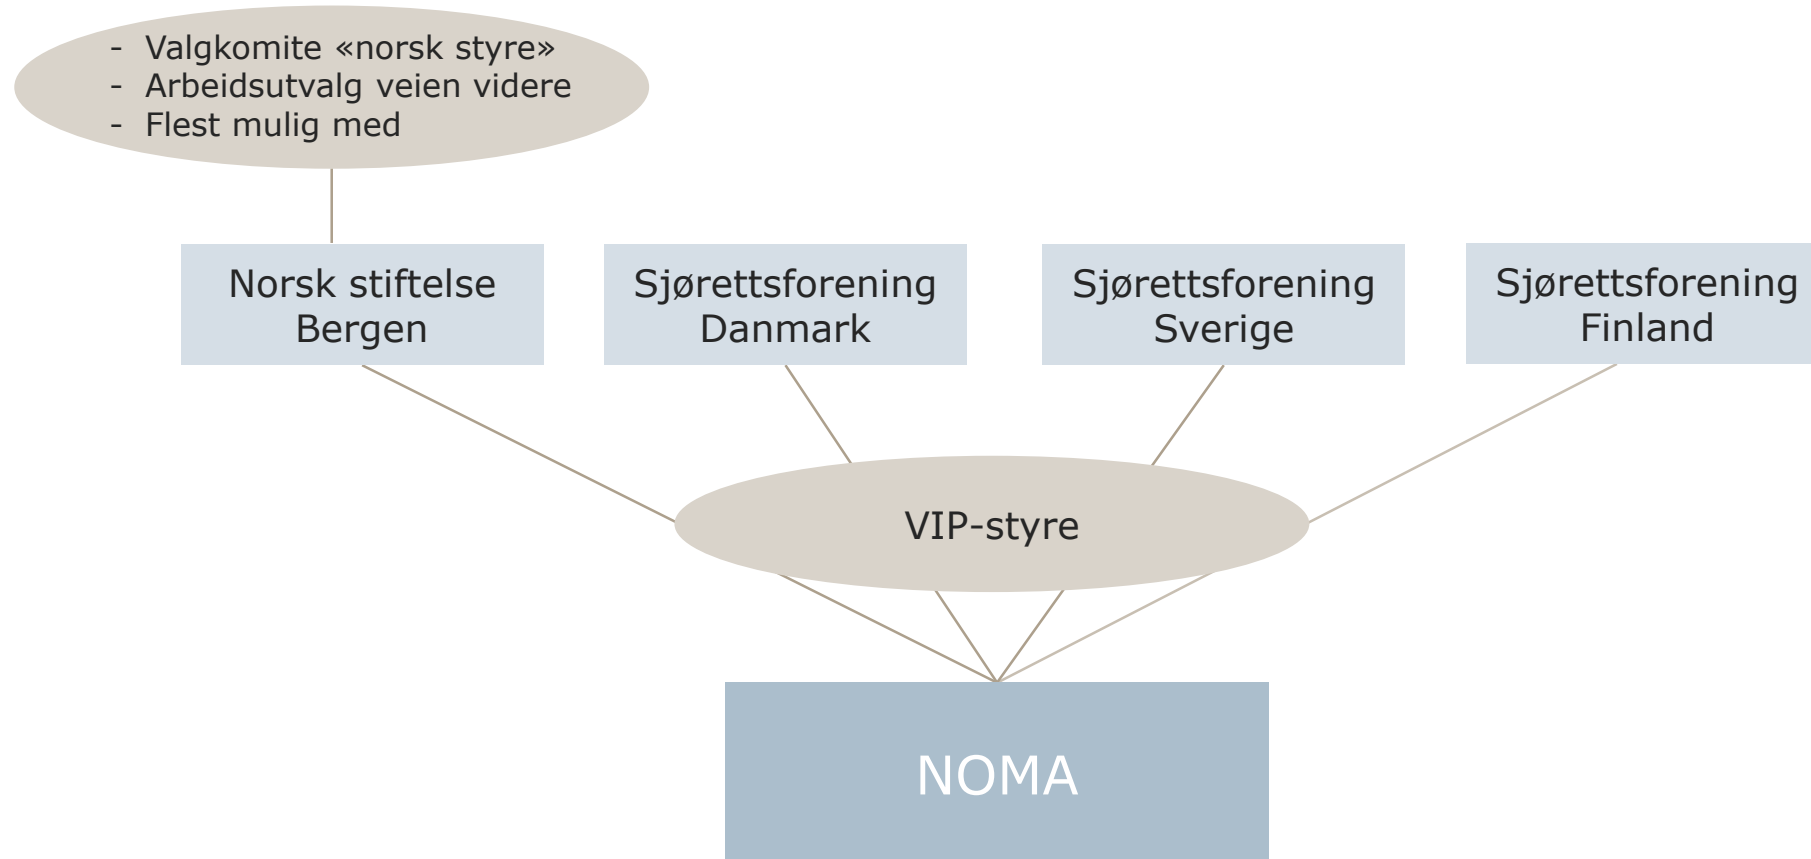 - Valgkomite «norsk styre»
- Arbeidsutvalg veien videre
- Flest mulig med
Norsk stiftelse
Bergen
Sjørettsforening
Danmark
Sjørettsforening
Sverige
Sjørettsforening
Finland
VIP-styre
NOMA